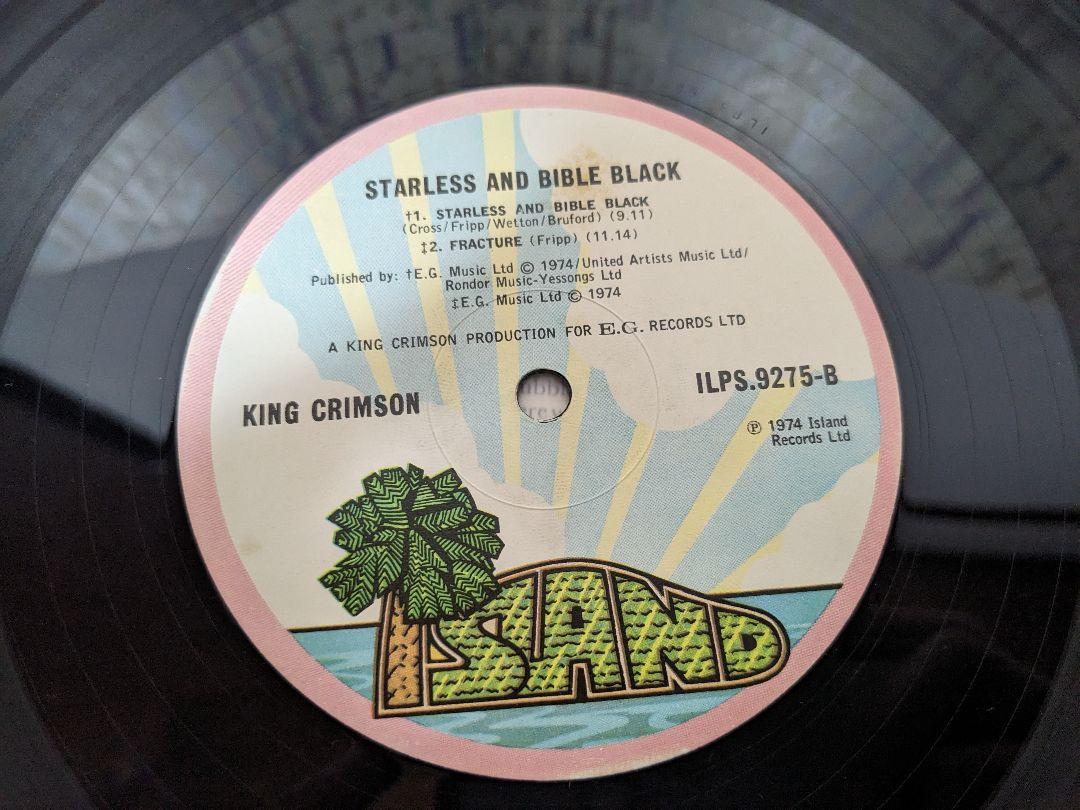 STARLESS AND BIBLE BLACK
†1. STARLESS AND BIBLE BLACK
(Cross/Fripp/Wetton/Bruford) (9.11)
‡2. FRACTURE (Fripp) (11.14)
Published by: †E.G. Music Ltd © 1974/United Artists Music Ltd/
Rondor Music-Yessongs Ltd
‡E.G. Music Ltd © 1974
A KING CRIMSON PRODUCTION FOR E.G. RECORDS LTD
ILPS.9275-B
KING CRIMSON
℗ 1974 Island
Records Ltd
ISLAND